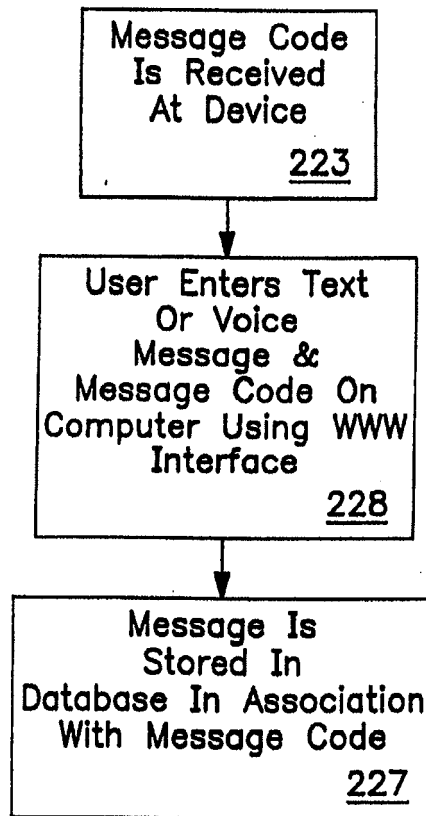 Message Code
Is Received
At Device
223
User Enters Text
Or Voice
Message &
Message Code On
Computer Using WWW
Interface
228
Message Is
Stored In
Database In Association
With Message Code
227